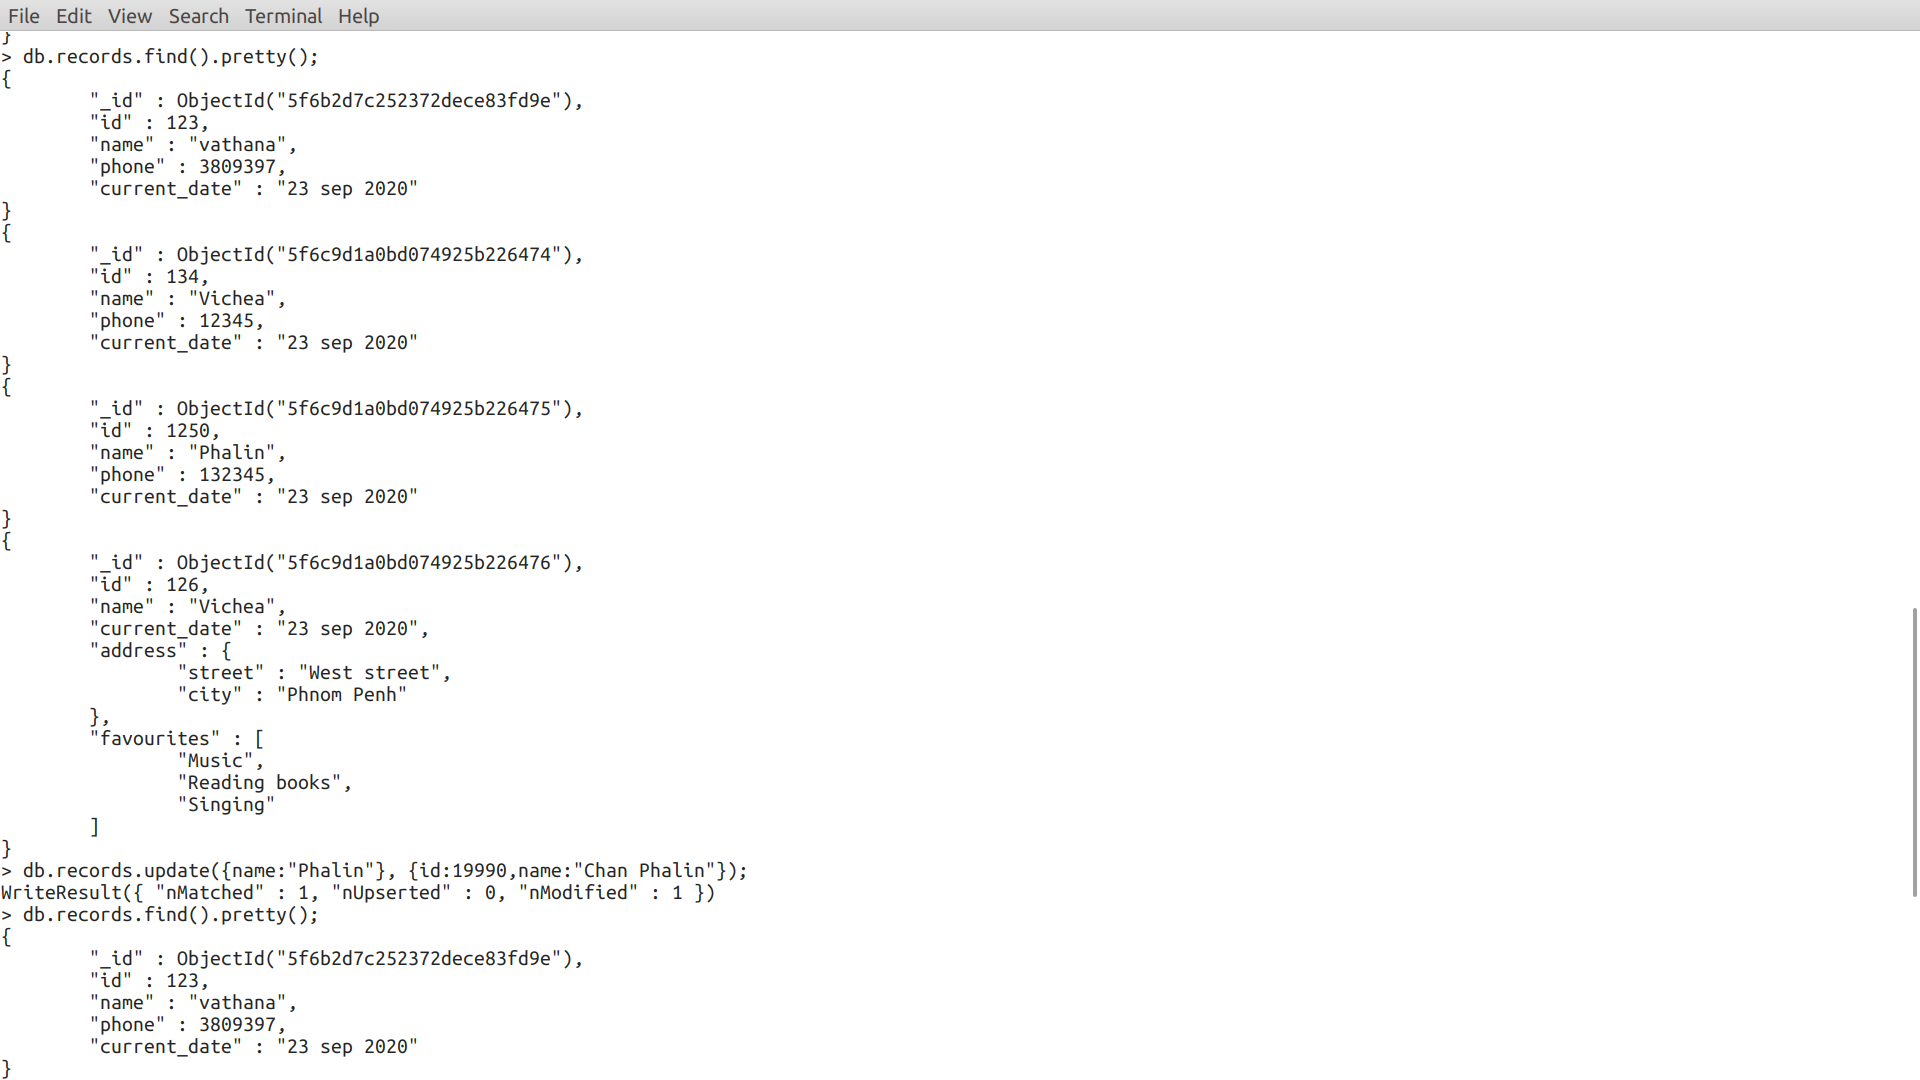 File Edit View Search Terminal Help
}
> db.records.find().pretty();
{
        "_id" : ObjectId("5f6b2d7c252372dece83fd9e"),
        "id" : 123,
        "name" : "vathana",
        "phone" : 3809397,
        "current_date" : "23 sep 2020"
}
{
        "_id" : ObjectId("5f6c9d1a0bd074925b226474"),
        "id" : 134,
        "name" : "Vichea",
        "phone" : 12345,
        "current_date" : "23 sep 2020"
}
{
        "_id" : ObjectId("5f6c9d1a0bd074925b226475"),
        "id" : 1250,
        "name" : "Phalin",
        "phone" : 132345,
        "current_date" : "23 sep 2020"
}
{
        "_id" : ObjectId("5f6c9d1a0bd074925b226476"),
        "id" : 126,
        "name" : "Vichea",
        "current_date" : "23 sep 2020",
        "address" : {
                "street" : "West street",
                "city" : "Phnom Penh"
        },
        "favourites" : [
                "Music",
                "Reading books",
                "Singing"
        ]
}
> db.records.update({name:"Phalin"}, {id:19990,name:"Chan Phalin"});
WriteResult({ "nMatched" : 1, "nUpserted" : 0, "nModified" : 1 })
> db.records.find().pretty();
{
        "_id" : ObjectId("5f6b2d7c252372dece83fd9e"),
        "id" : 123,
        "name" : "vathana",
        "phone" : 3809397,
        "current_date" : "23 sep 2020"
}